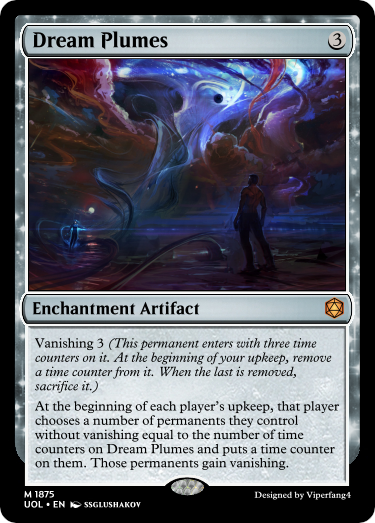 Dream Plumes 3
Enchantment Artifact
Vanishing 3 (This permanent enters with three time
counters on it. At the beginning of your upkeep, remove
a time counter from it. When the last is removed,
sacrifice it.)
At the beginning of each player's upkeep, that player
chooses a number of permanents they control
without vanishing equal to the number of time
counters on Dream Plumes and puts a time counter
on them. Those permanents gain vanishing.
M 1875
UOL • EN SSGLUSHAKOV
Designed by Viperfang4